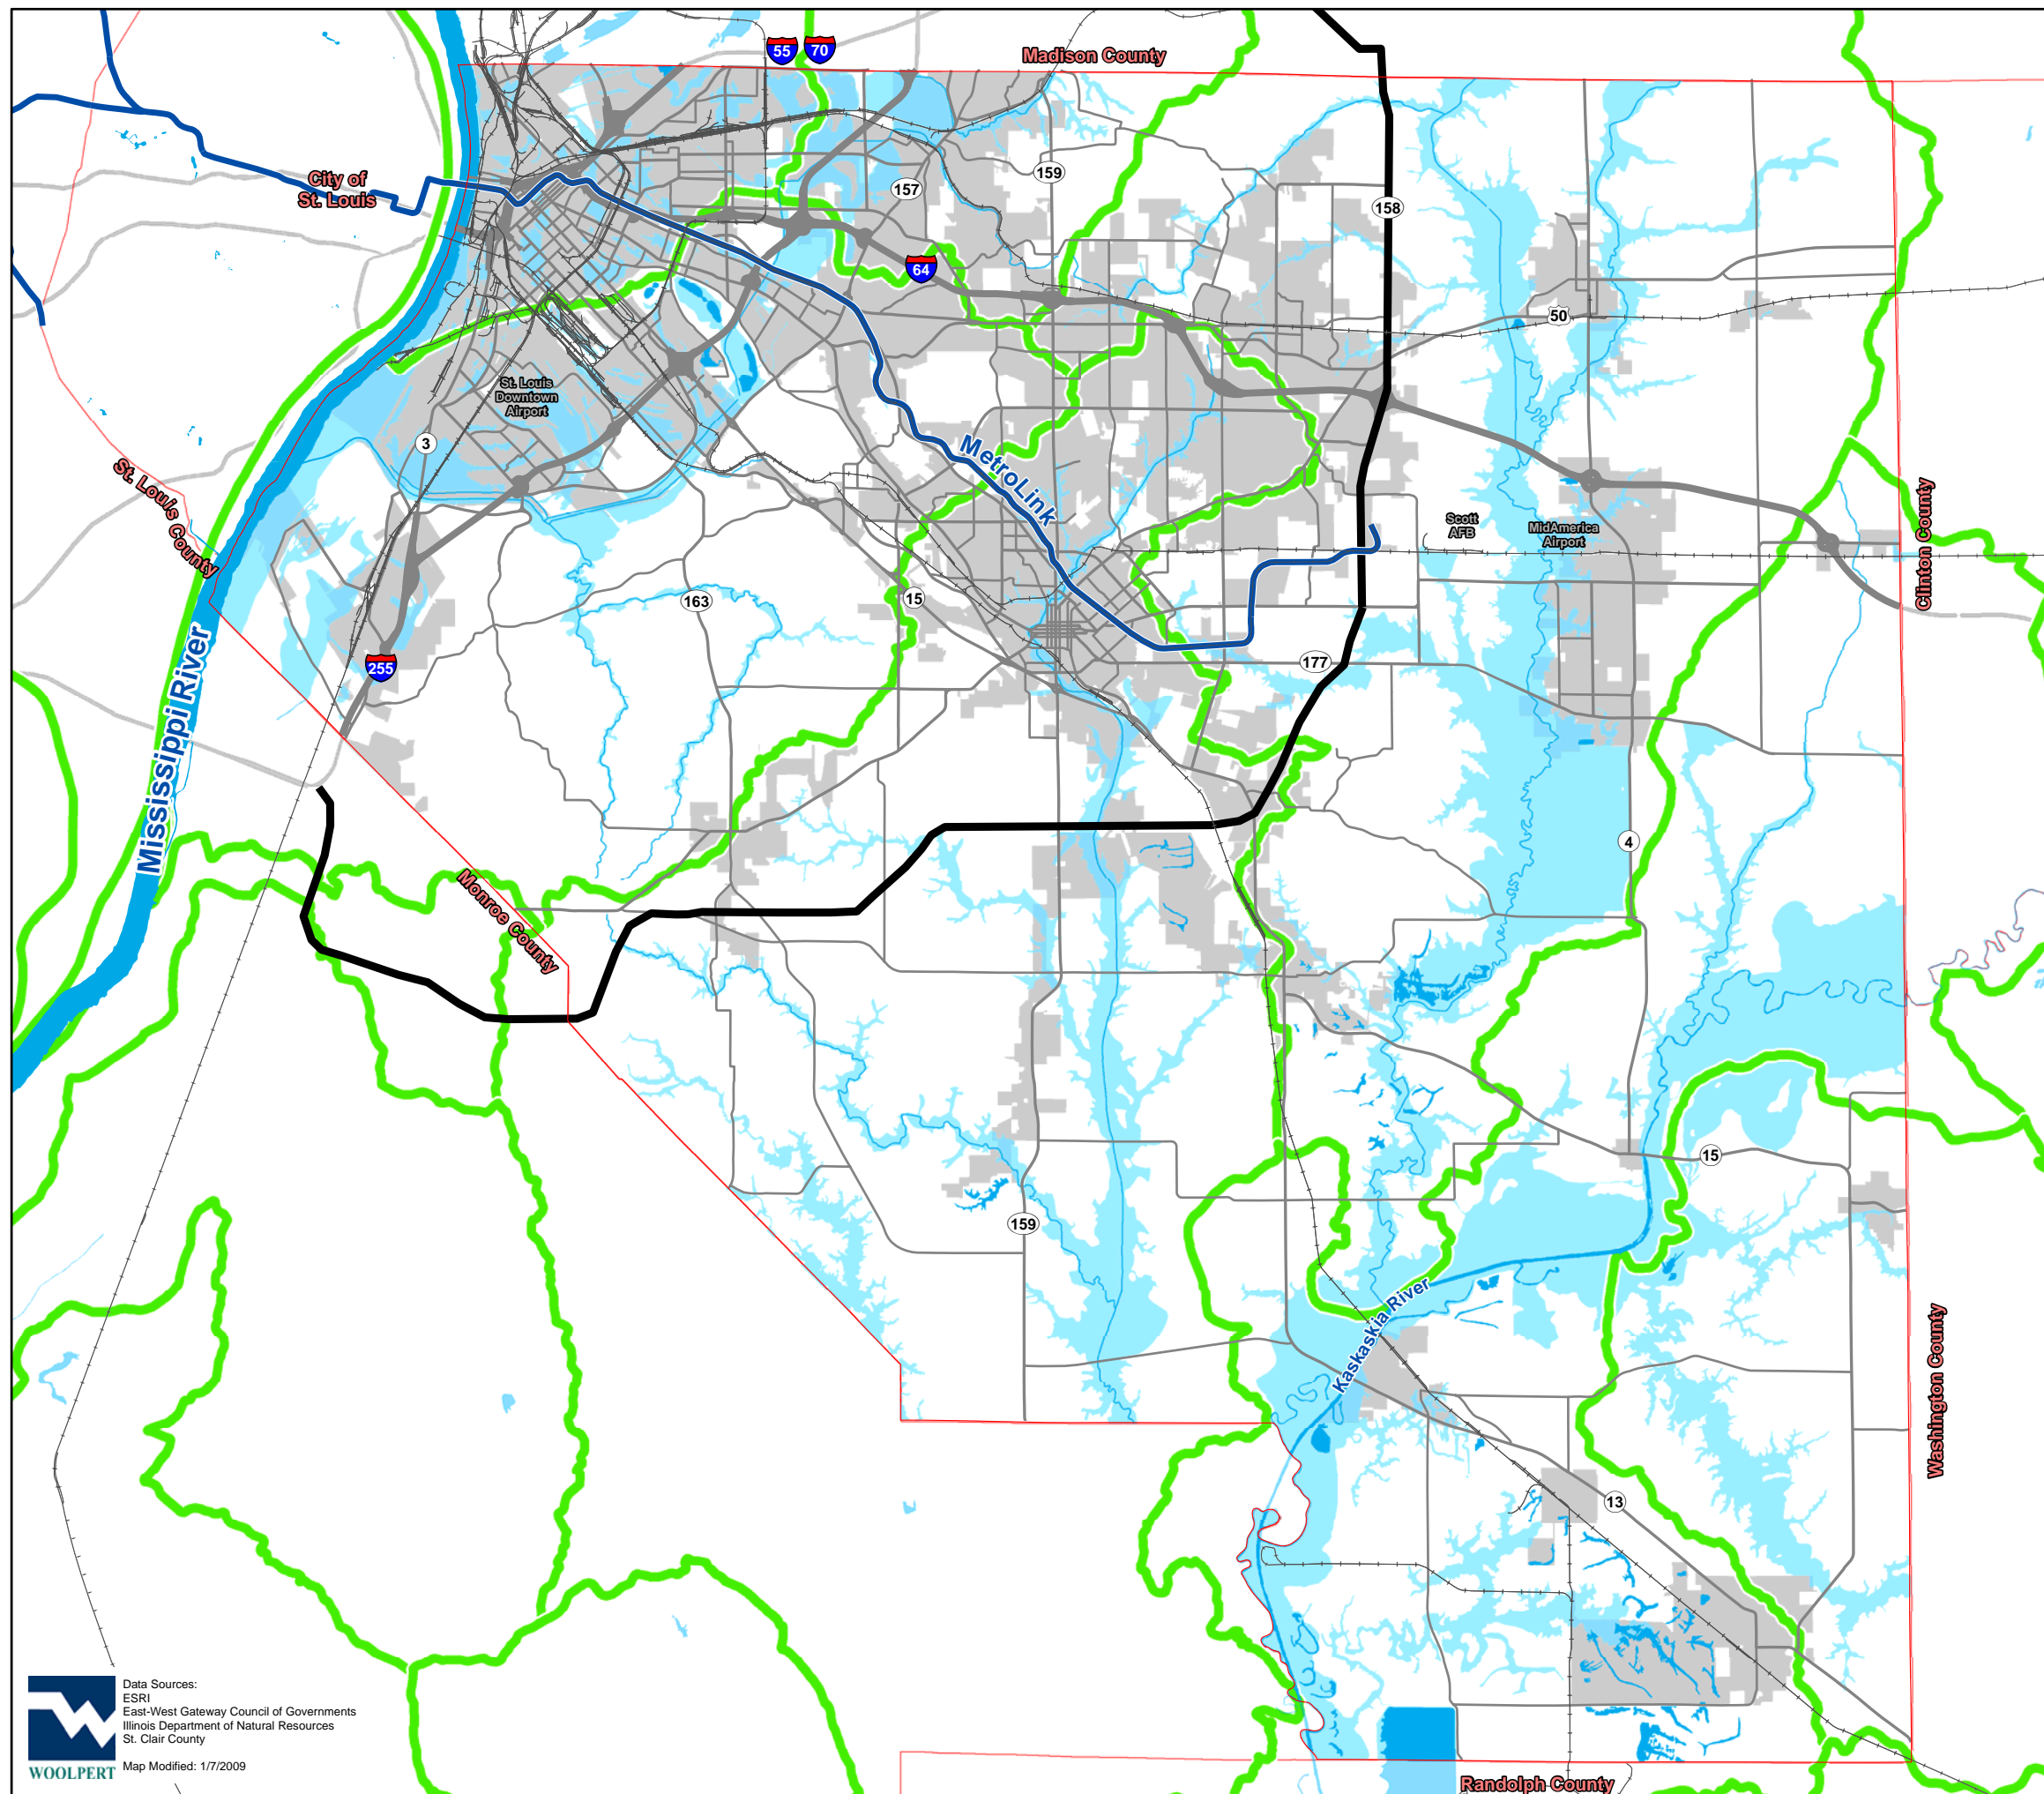 55
70
Madison County
City of
St. Louis
157
159
158
64
50
St. Louis
Downtown
Airport
3
MetroLink
St. Louis
County
Scott
AFB
MidAmerica
Airport
Clinton County
163
15
177
255
Mississippi River
4
Monroe County
15
159
Kaskaskia River
Washington County
13
Data Sources:
ESRI
East-West Gateway Council of Governments
Illinois Department of Natural Resources
St. Clair County
Map Modified: 1/7/2009
WOOLPERT
Randolph County